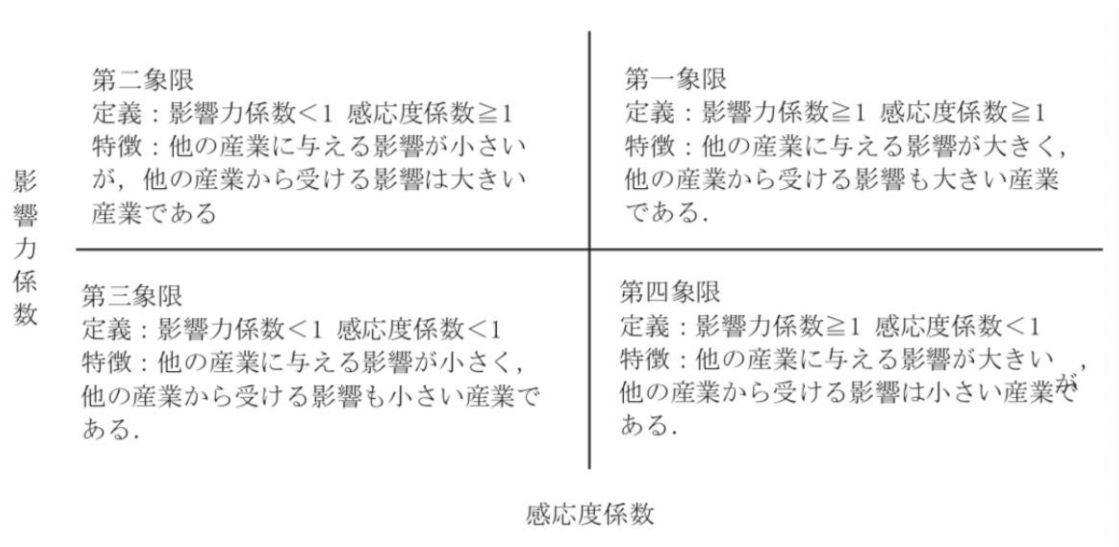 第二象限
定義：影響力係数＜1 感応度係数≧1
特徴：他の産業に与える影響が小さい
が，他の産業から受ける影響は大きい
産業である
第一象限
定義：影響力係数≧1 感応度係数≧1
特徴：他の産業に与える影響が大きく，
他の産業から受ける影響も大きい産業
である．
影響力係数
第三象限
定義：影響力係数＜1 感応度係数＜1
特徴：他の産業に与える影響が小さく，
他の産業から受ける影響も小さい産業で
ある．
第四象限
定義：影響力係数≧1 感応度係数＜1
特徴：他の産業に与える影響が大きい，
他の産業から受ける影響は小さい産業で
が
ある．
感応度係数